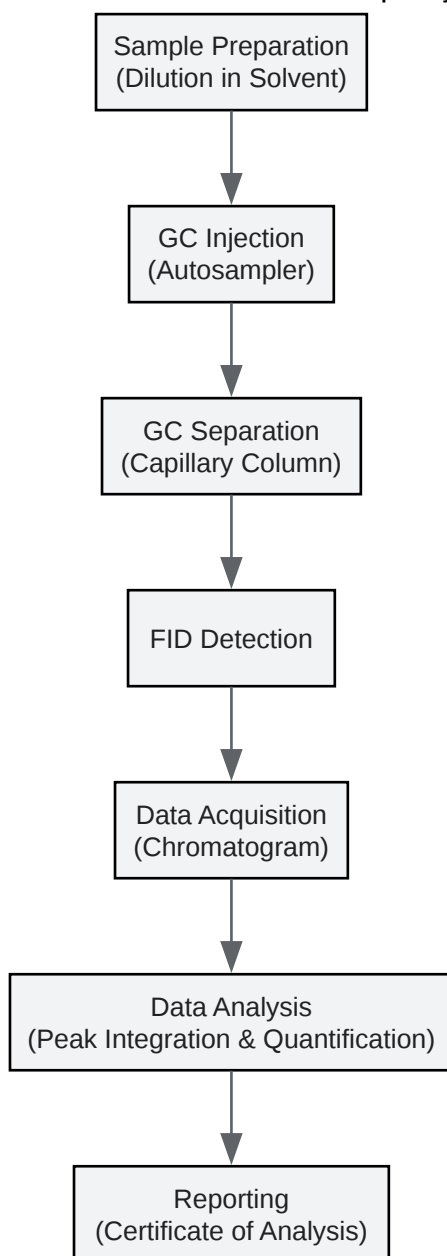 Sample Preparation
(Dilution in Solvent)
GC Injection
(Autosampler)
GC Separation
(Capillary Column)
FID Detection
Data Acquisition
(Chromatogram)
Data Analysis
(Peak Integration & Quantification)
Reporting
(Certificate of Analysis)